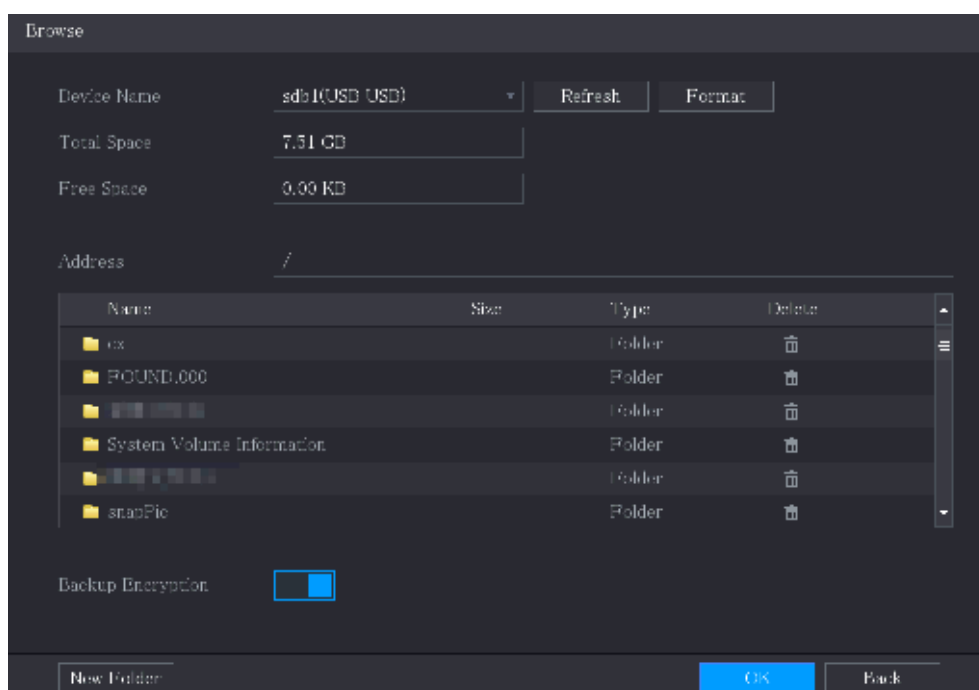 Browse
Device Name sdb1(USB USB) Refresh Format
Total Space 7.51 GB
Free Space 0.00 KB
Address /
Name Size Type Delete
cx Folder
FOUND.000 Folder
Folder
System Volume Information Folder
Folder
snapPic Folder
Backup Encryption
New Folder OK Back